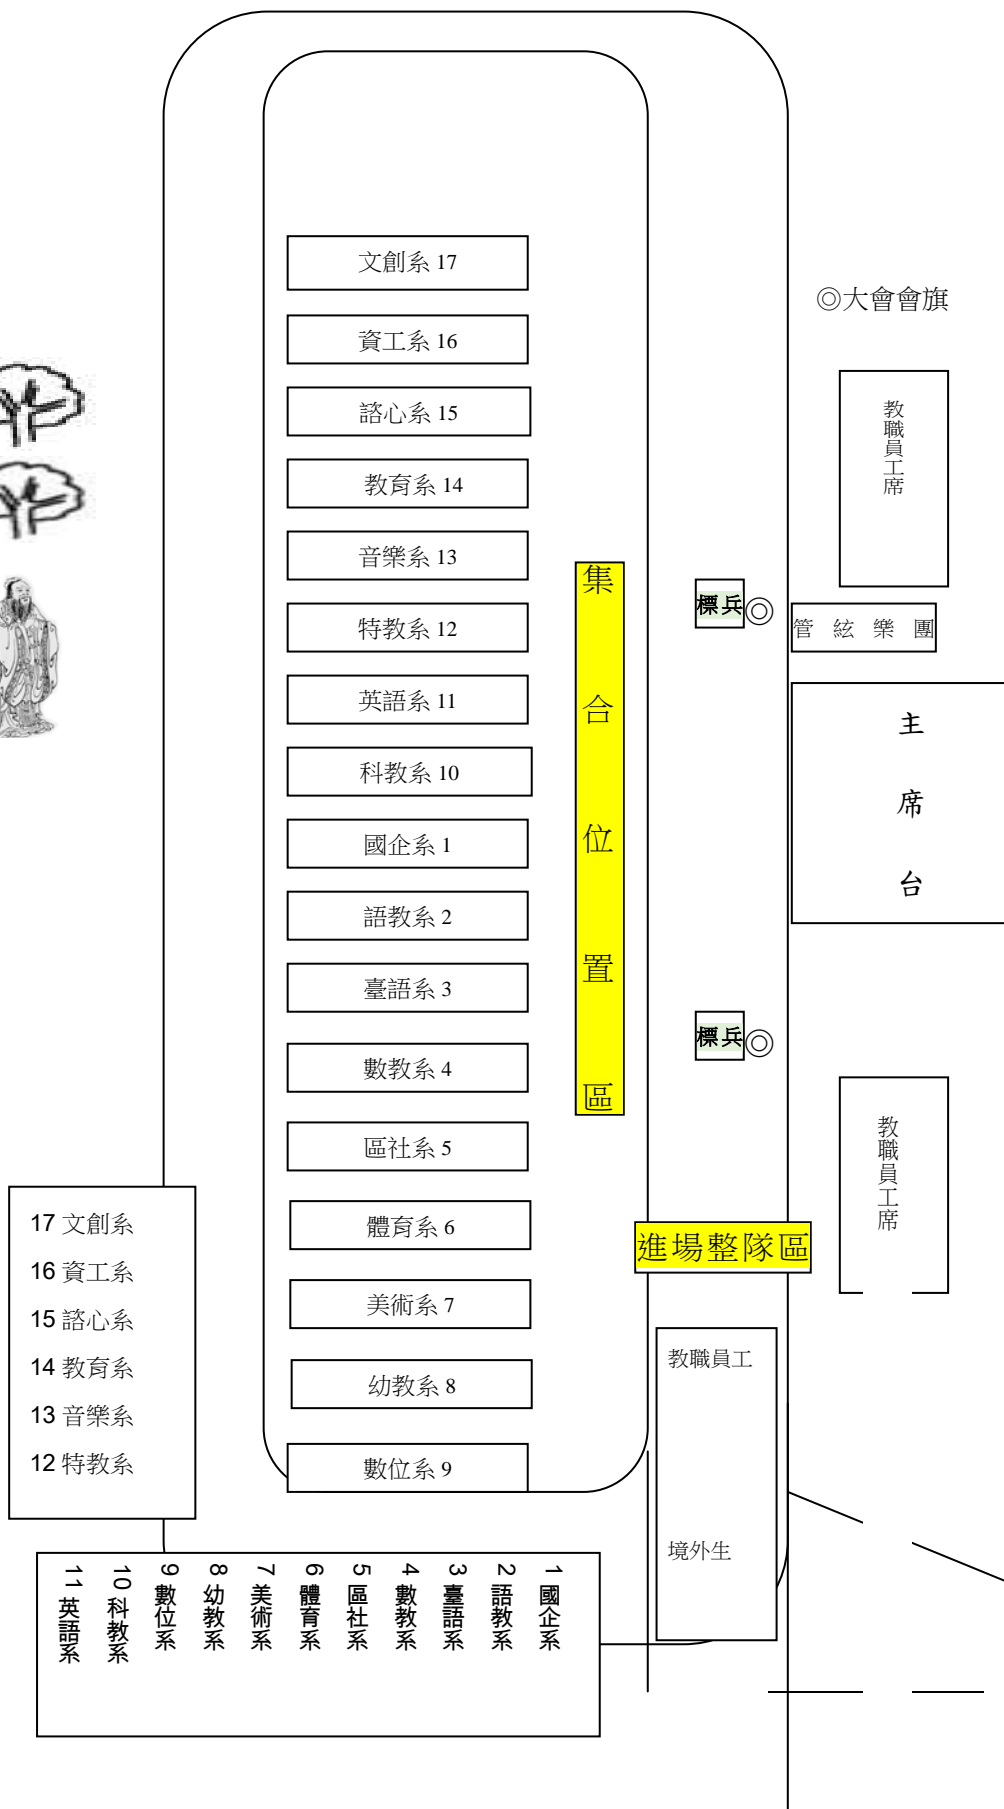 文創系 17
資工系 16
諮心系 15
教育系 14
音樂系 13
特教系 12
英語系 11
科教系 10
國企系 1
語教系 2
臺語系 3
數教系 4
區社系 5
體育系 6
美術系 7
幼教系 8
數位系 9
集合位置區
標兵◎
標兵◎
進場整隊區
教職員工
境外生
◎大會會旗
教職員工席
管絃樂團
主席台
教職員工席
17 文創系
16 資工系
15 諮心系
14 教育系
13 音樂系
12 特教系
1 國企系
2 語教系
3 臺語系
4 數教系
5 區社系
6 體育系
7 美術系
8 幼教系
9 數位系
10 科教系
11 英語系